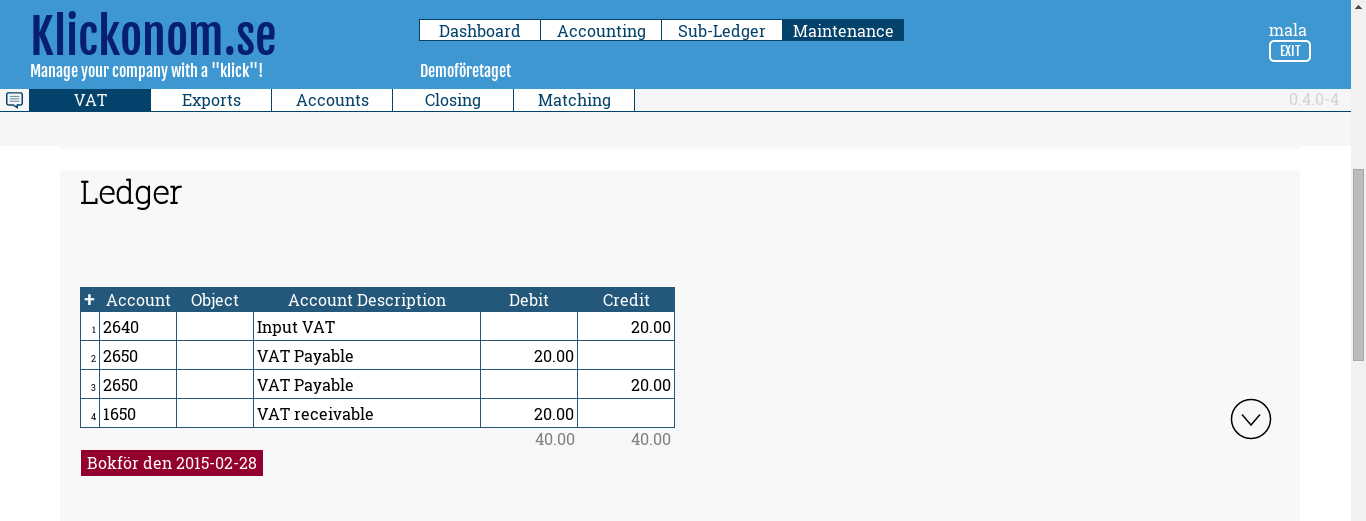 Klickonom.se
Manage your company with a "klick"!
Dashboard Accounting Sub-Ledger Maintenance
Demoföretaget
mala
EXIT
VAT Exports Accounts Closing Matching
0.4.0-4
Ledger
+ Account Object Account Description Debit Credit
1 2640 Input VAT 20.00
2 2650 VAT Payable 20.00
3 2650 VAT Payable 20.00
4 1650 VAT receivable 20.00
40.00 40.00
Bokför den 2015-02-28